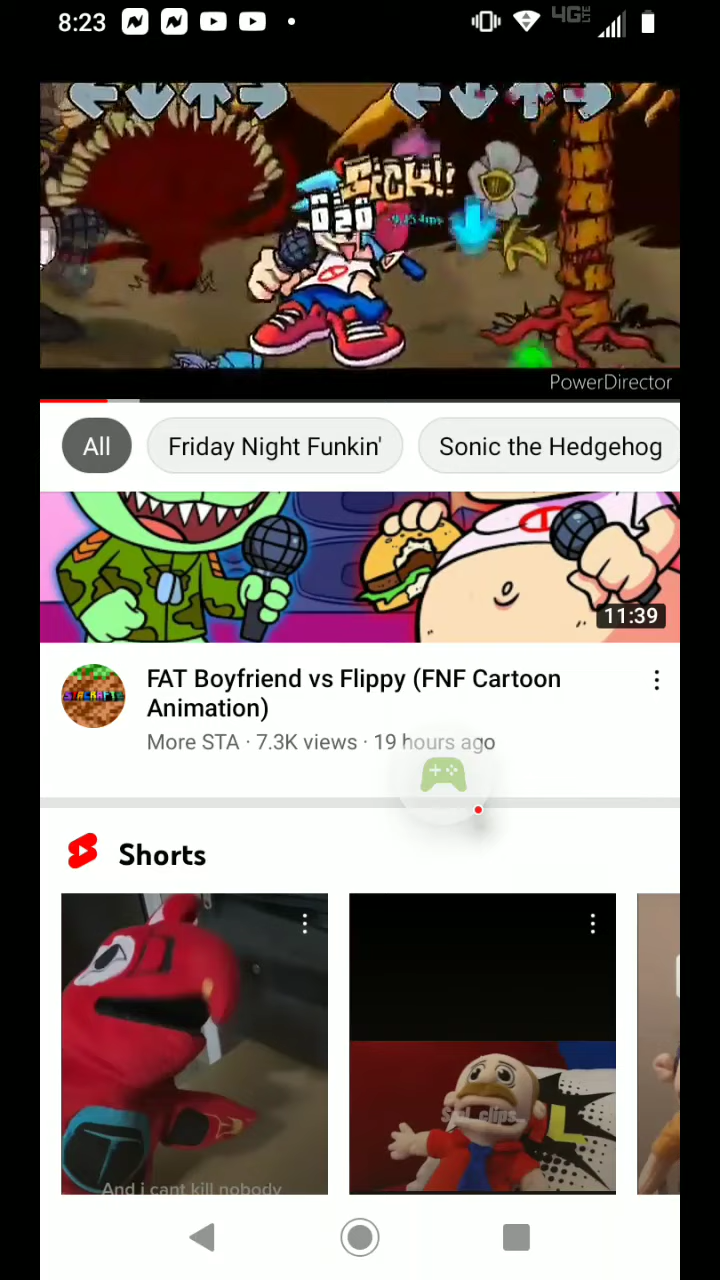 8:23
4G LTE
SICK!!
020
PowerDirector
All
Friday Night Funkin'
Sonic the Hedgehog
11:39
FAT Boyfriend vs Flippy (FNF Cartoon
Animation)
More STA · 7.3K views · 19 hours ago
Shorts
And i cant kill nobody